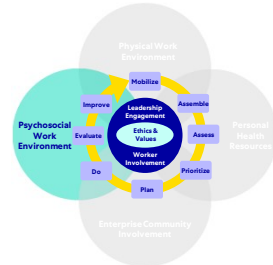 Physical Work
Environment
Mobilize
Improve
Leadership
Engagement
Assemble
Psychosocial
Work
Environment
Evaluate
Ethics &
Values
Assess
Personal
Health
Resources
Worker
Involvement
Do
Prioritize
Plan
Enterprise Community
Involvement